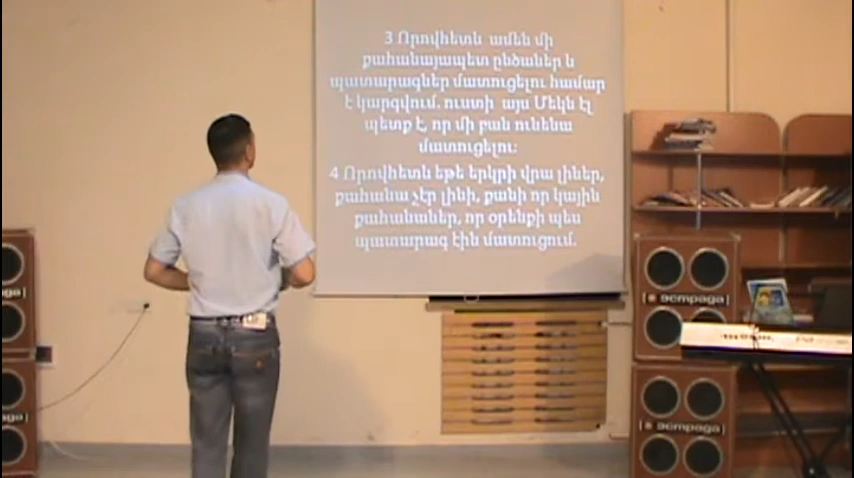 3 Որովհետև ամեն մի
քահանայապետ ընծաներ և
պատարագներ մատուցելու համար
է կարգվում. ուստի այս Մեկն էլ
պետք է, որ մի բան ունենա
մատուցելու:
4 Որովհետև եթե երկրի վրա լիներ,
քահանա չէր լինի, քանի որ կային
քահանաներ, որ օրենքի պես
պատարագ էին մատուցում.
эстрада
эстрада